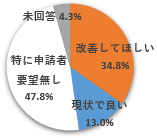 未回答 4.3%
改善してほしい
34.8%
特に申請者
要望無し
47.8%
現状で良い
13.0%